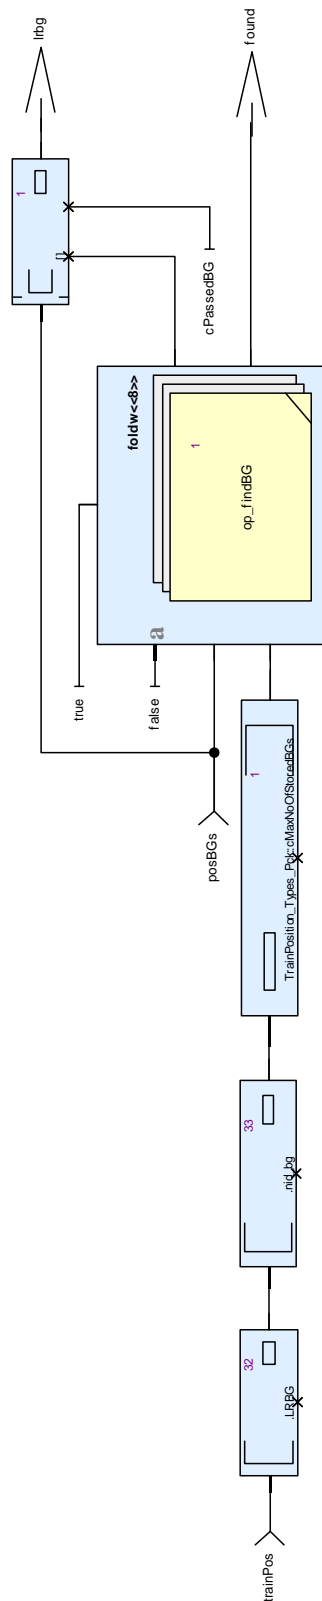 lrbg
found
1
[]
cPassedBG
foldw<<8>>
1
op_findBG
a
true
false
posBGs
1
TrainPosition_Types_Pck::cMaxNoOfStoredBGs
33
.nid_bg
32
.LRBG
trainPos